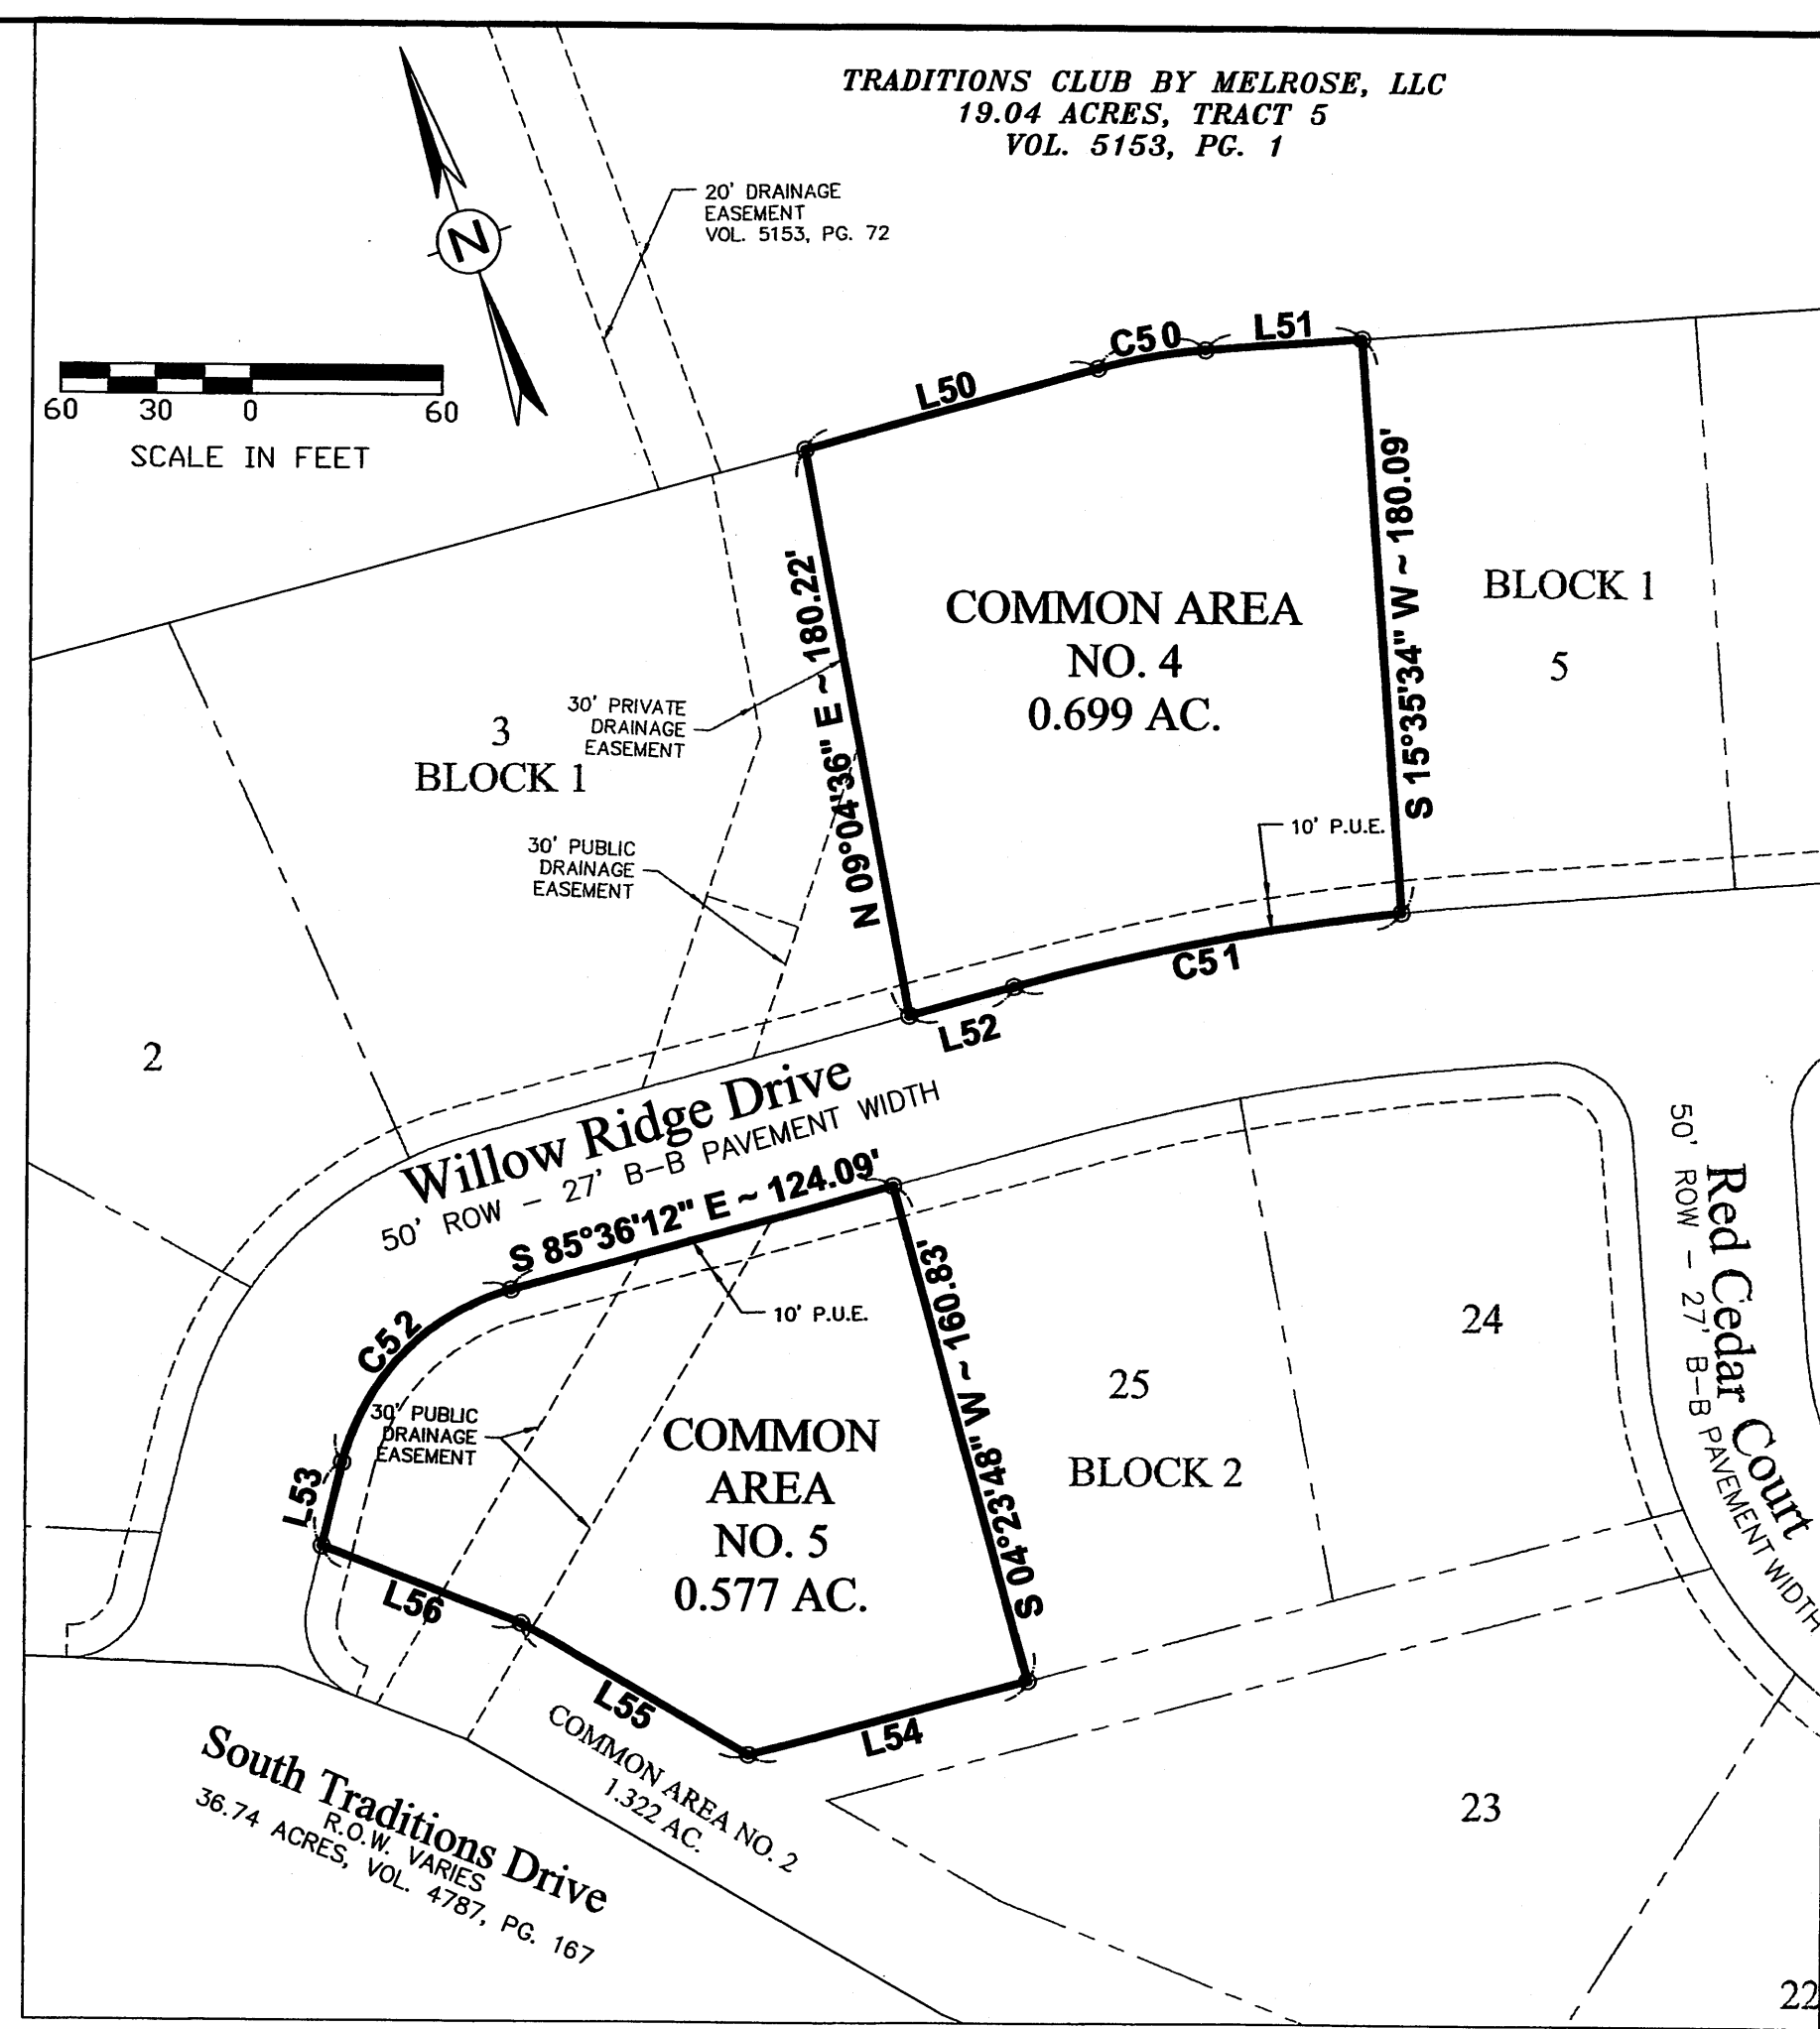 TRADITIONS CLUB BY MELROSE, LLC
19.04 ACRES, TRACT 5
VOL. 5153, PG. 1
N
20' DRAINAGE
EASEMENT
VOL. 5153, PG. 72
60 30 0 60
SCALE IN FEET
L50
C50
L51
N 09°04'36" E ~ 180.22'
COMMON AREA
NO. 4
0.699 AC.
S 15°35'34" W ~ 180.09'
BLOCK 1
5
30' PRIVATE
DRAINAGE
EASEMENT
3
BLOCK 1
30' PUBLIC
DRAINAGE
EASEMENT
10' P.U.E.
C51
L52
2
Willow Ridge Drive
50' ROW - 27' B-B PAVEMENT WIDTH
S 85°36'12" E ~ 124.09'
10' P.U.E.
C52
30' PUBLIC
DRAINAGE
EASEMENT
L53
COMMON
AREA
NO. 5
0.577 AC.
S 04°23'48" W ~ 160.83'
25
BLOCK 2
24
Red Cedar Court
50' ROW - 27' B-B PAVEMENT WIDTH
L56
L55
L54
COMMON AREA NO. 2
1.322 AC.
South Traditions Drive
R.O.W. VARIES
36.74 ACRES, VOL. 4787, PG. 167
23
22